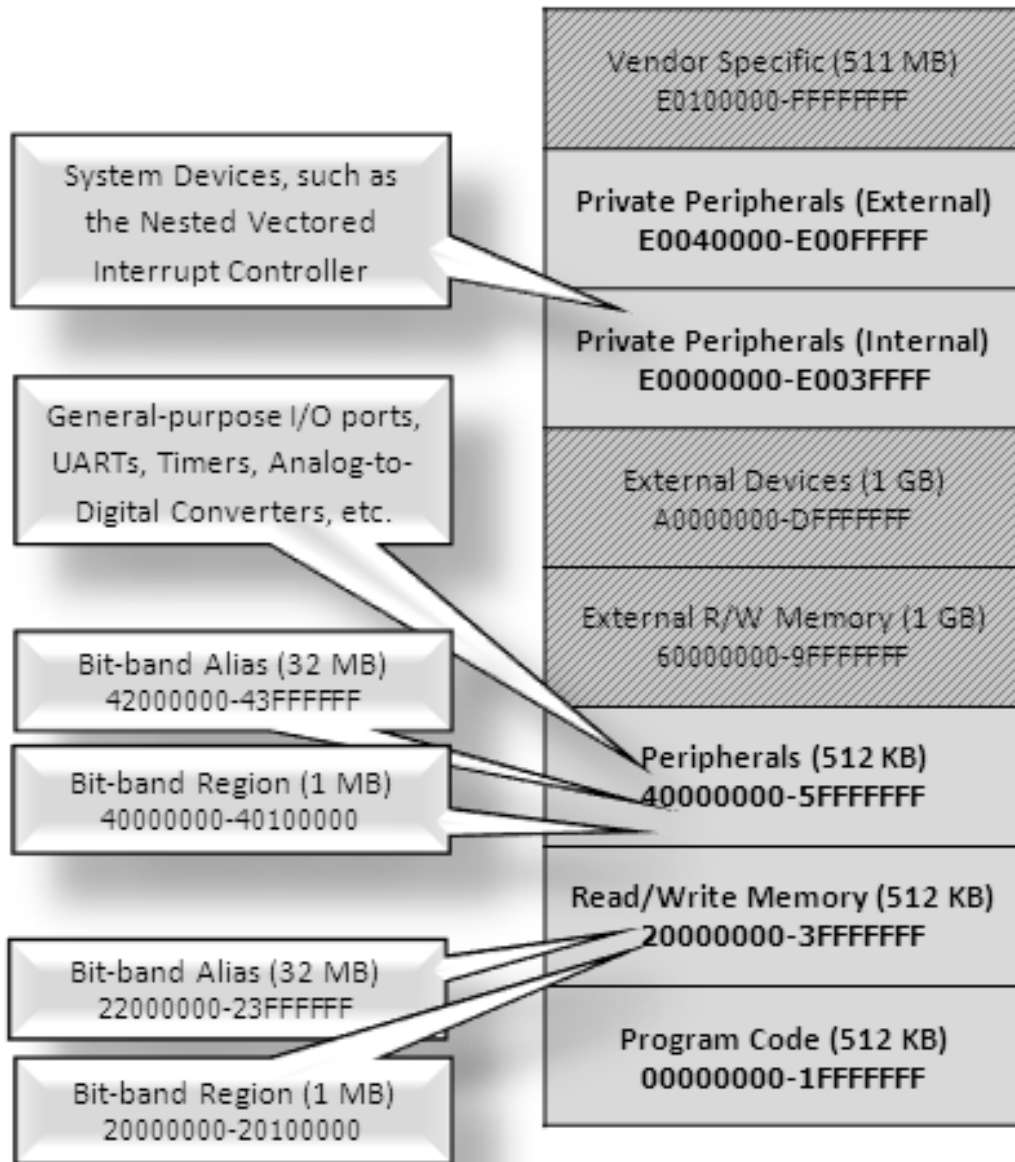 Vendor Specific (511 MB)
E0100000-FFFFFFFF
System Devices, such as
the Nested Vectored
Interrupt Controller
Private Peripherals (External)
E0040000-E00FFFFF
Private Peripherals (Internal)
E0000000-E003FFFF
General-purpose I/O ports,
UARTs, Timers, Analog-to-
Digital Converters, etc.
External Devices (1 GB)
A0000000-DFFFFFFF
External R/W Memory (1 GB)
60000000-9FFFFFFF
Bit-band Alias (32 MB)
42000000-43FFFFFF
Bit-band Region (1 MB)
40000000-40100000
Peripherals (512 KB)
40000000-5FFFFFFF
Read/Write Memory (512 KB)
20000000-3FFFFFFF
Bit-band Alias (32 MB)
22000000-23FFFFFF
Bit-band Region (1 MB)
20000000-20100000
Program Code (512 KB)
00000000-1FFFFFFF